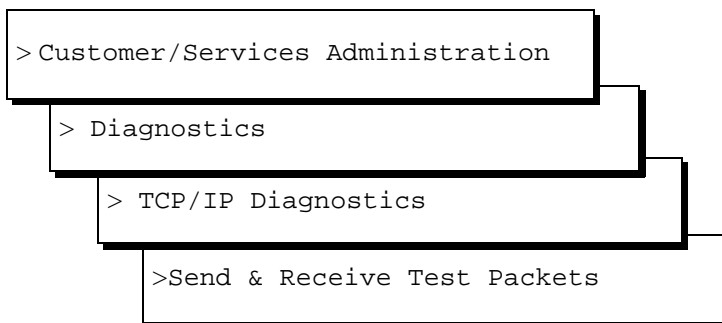 > Customer/Services Administration
> Diagnostics
> TCP/IP Diagnostics
>Send & Receive Test Packets